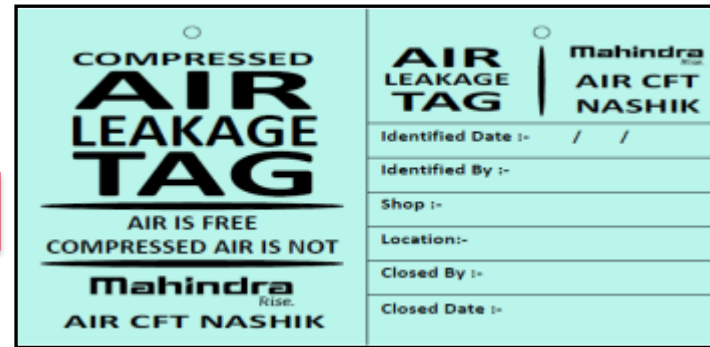 COMPRESSED
AIR
LEAKAGE
TAG
AIR IS FREE
COMPRESSED AIR IS NOT
Mahindra
Rise.
AIR CFT NASHIK
AIR
LEAKAGE
TAG
Mahindra
Rise.
AIR CFT
NASHIK
Identified Date :- / /
Identified By :-
Shop :-
Location:-
Closed By :-
Closed Date :-